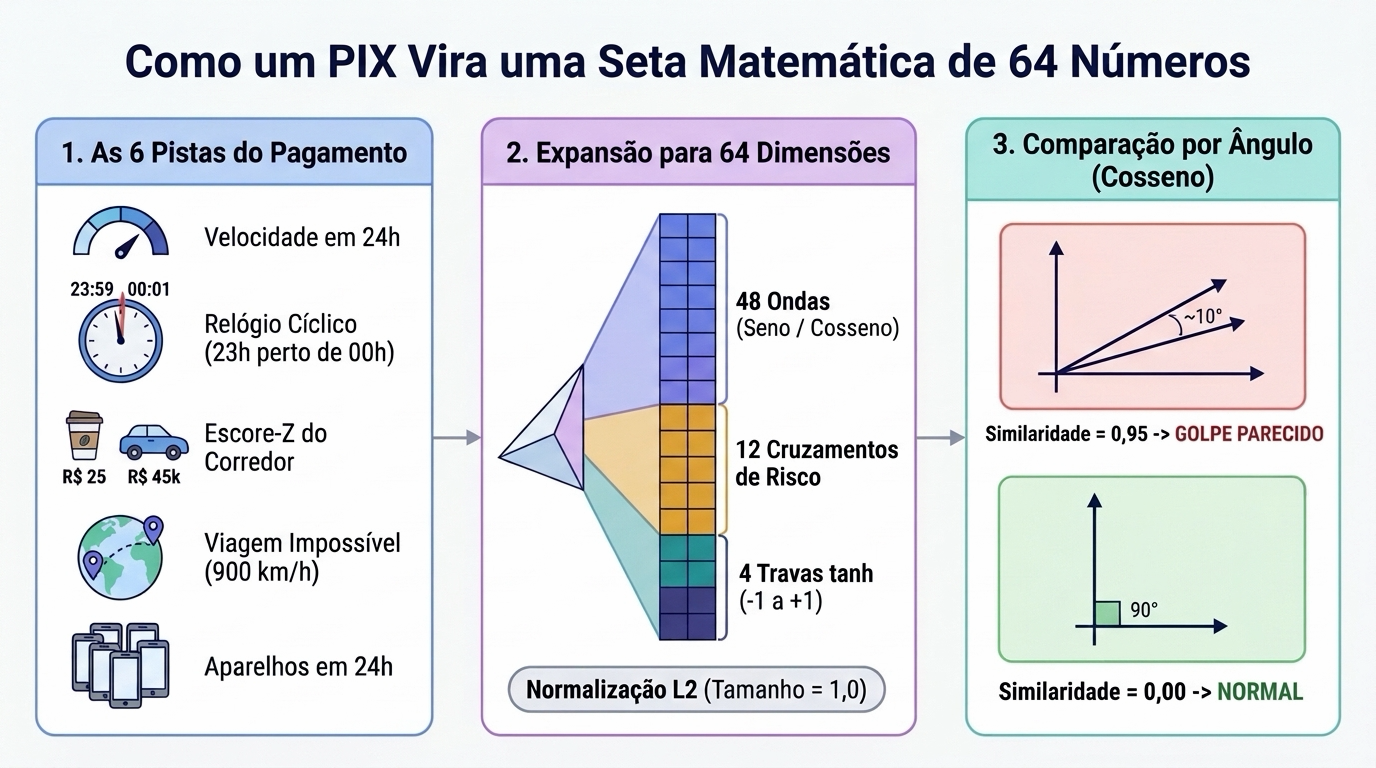 Como um PIX Vira uma Seta Matemática de 64 Números
1. As 6 Pistas do Pagamento
Velocidade em 24h
23:59 00:01
Relógio Cíclico
(23h perto de 00h)
R$ 25 R$ 45k
Escore-Z do
Corredor
Viagem Impossível
(900 km/h)
Aparelhos em 24h
2. Expansão para 64 Dimensões
48 Ondas
(Seno / Cosseno)
12 Cruzamentos
de Risco
4 Travas tanh
(-1 a +1)
Normalização L2 (Tamanho = 1,0)
3. Comparação por Ângulo
(Cosseno)
~10°
Similaridade = 0,95 -> GOLPE PARECIDO
90°
Similaridade = 0,00 -> NORMAL